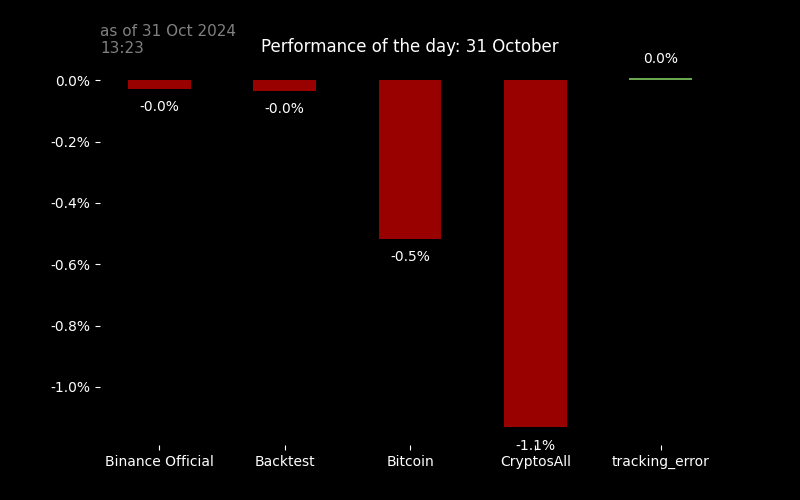 as of 31 Oct 2024
13:23
Performance of the day: 31 October
0.0%
0.0%
-0.2%
-0.4%
-0.6%
-0.8%
-1.0%
-0.0%
-0.0%
-0.5%
-1.1%
Binance Official
Backtest
Bitcoin
CryptosAll
tracking_error